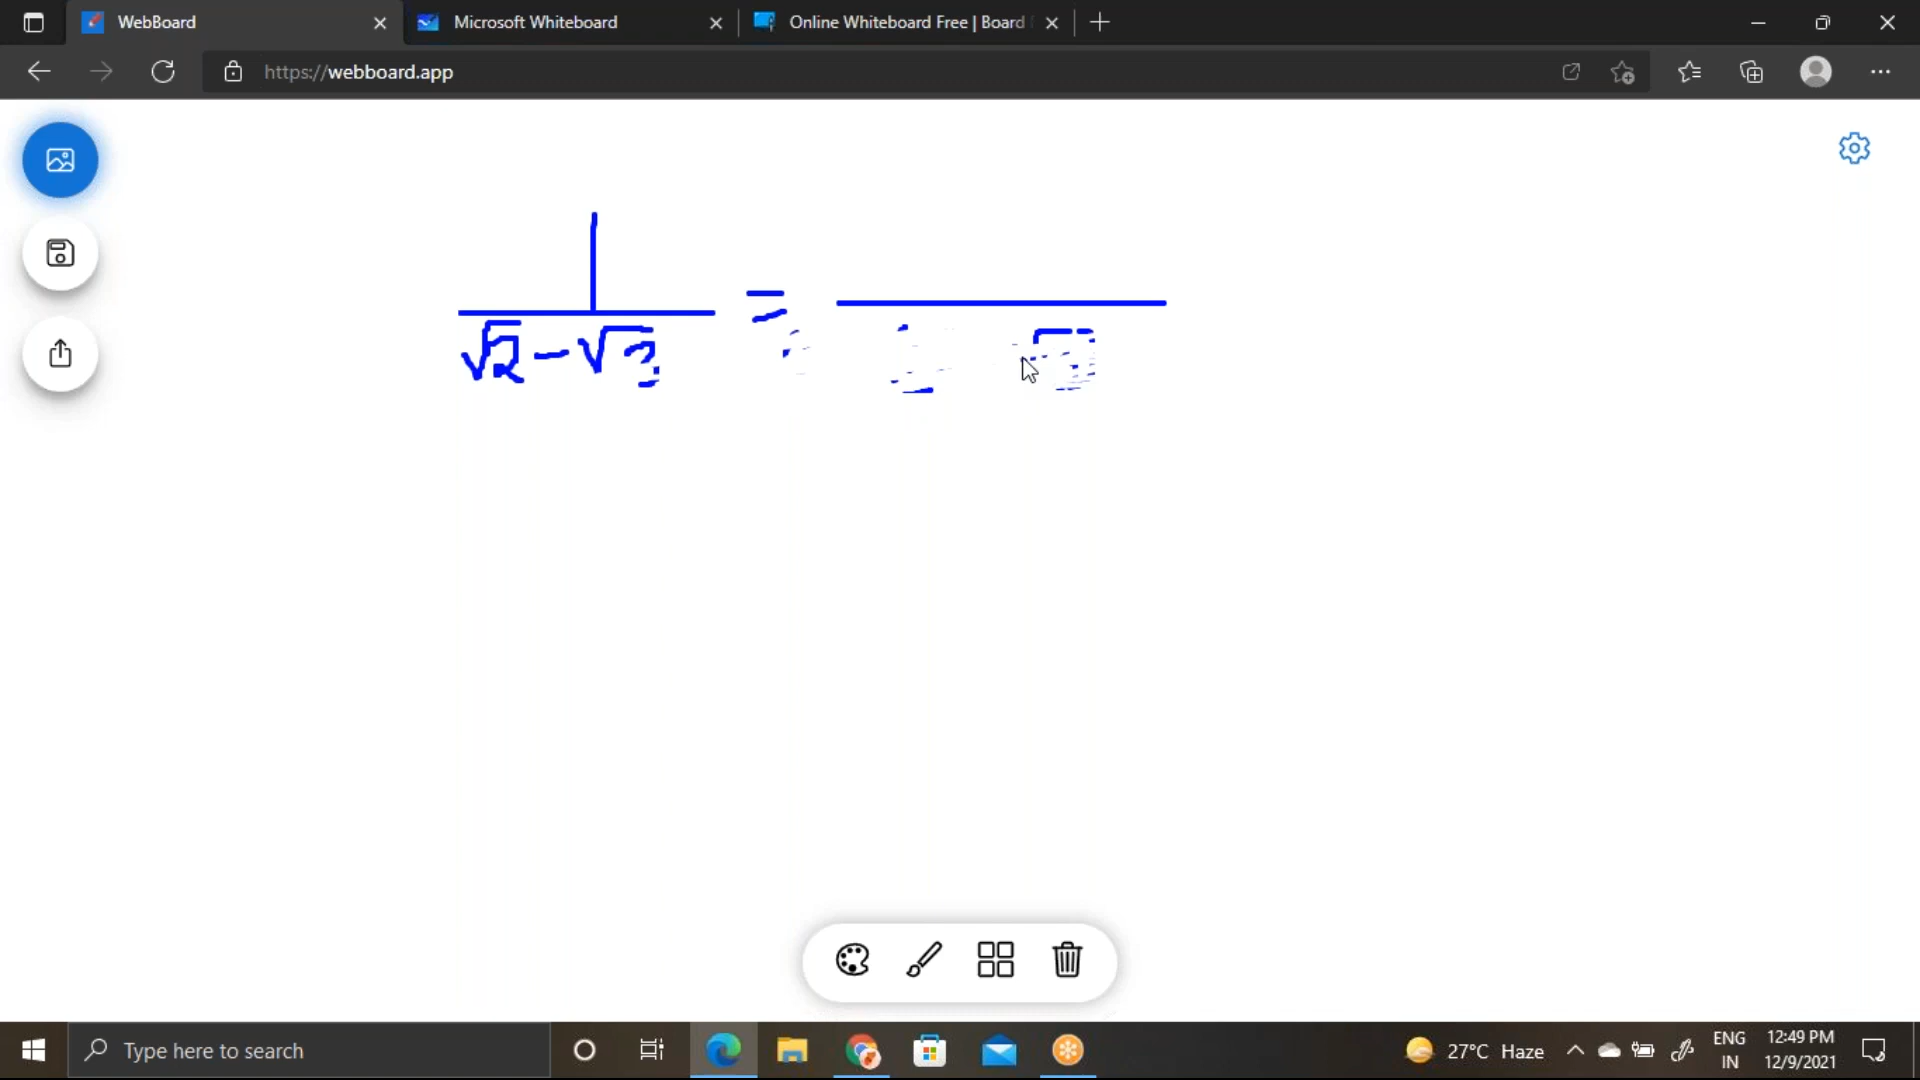 WebBoard
Microsoft Whiteboard
Online Whiteboard Free | Board
https://webboard.app
1
√2-√3 =
Type here to search
27°C Haze
ENG
IN
12:49 PM
12/9/2021